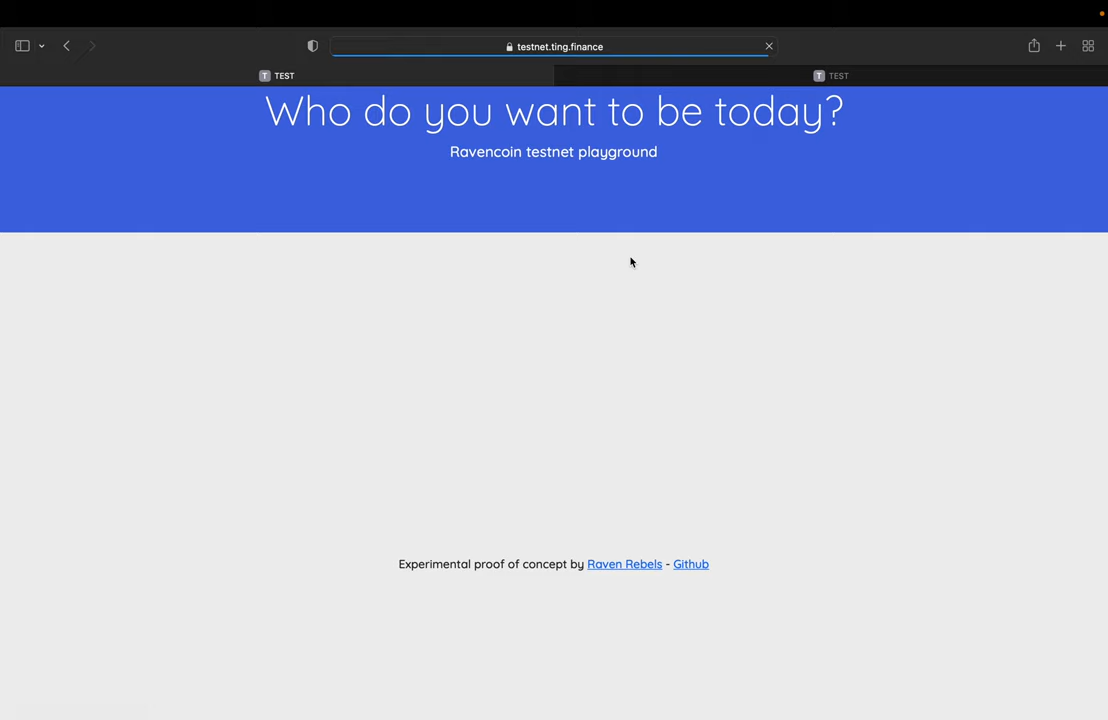 testnet.ting.finance
T TEST
T TEST
Who do you want to be today?
Ravencoin testnet playground
Experimental proof of concept by Raven Rebels - Github